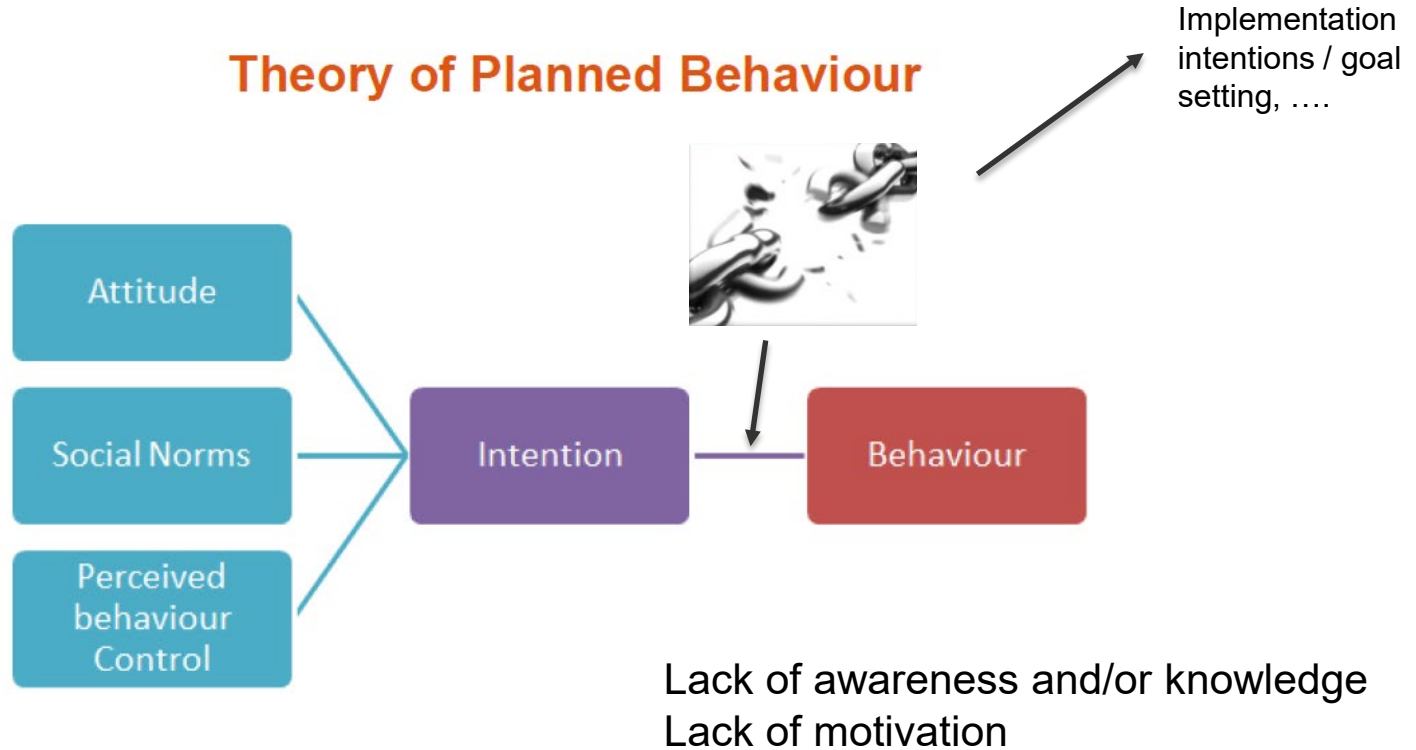 Implementation
intentions / goal
setting, ….
Theory of Planned Behaviour
Attitude
Social Norms
Intention
Behaviour
Perceived
behaviour
Control
Lack of awareness and/or knowledge
Lack of motivation